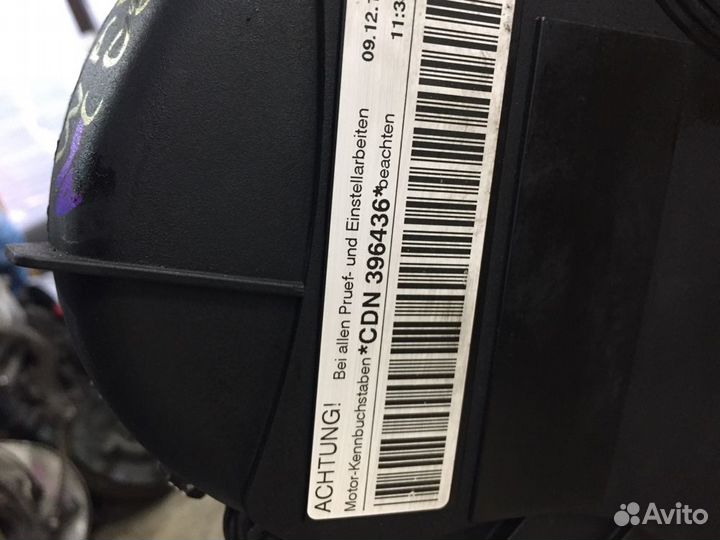 ACHTUNG! Bei allen Pruef- und Einstellarbeiten 09.12.
Motor-Kennbuchstaben *CDN 396436* beachten 11:3
Avito